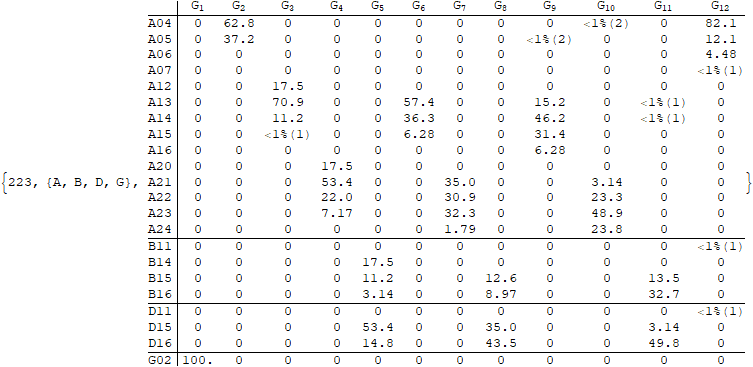 G1 G2 G3 G4 G5 G6 G7 G8 G9 G10 G11 G12
A04 0 62.8 0 0 0 0 0 0 0 <1%(2) 0 82.1
A05 0 37.2 0 0 0 0 0 0 <1%(2) 0 0 12.1
A06 0 0 0 0 0 0 0 0 0 0 0 4.48
A07 0 0 0 0 0 0 0 0 0 0 0 <1%(1)
A12 0 0 17.5 0 0 0 0 0 0 0 0 0
A13 0 0 70.9 0 0 57.4 0 0 15.2 0 <1%(1) 0
A14 0 0 11.2 0 0 36.3 0 0 46.2 0 <1%(1) 0
A15 0 0 <1%(1) 0 0 6.28 0 0 31.4 0 0 0
A16 0 0 0 0 0 0 0 0 6.28 0 0 0
A20 0 0 0 17.5 0 0 0 0 0 0 0 0
{223, {A, B, D, G}, A21 0 0 0 53.4 0 0 35.0 0 0 3.14 0 0 }
A22 0 0 0 22.0 0 0 30.9 0 0 23.3 0 0
A23 0 0 0 7.17 0 0 32.3 0 0 48.9 0 0
A24 0 0 0 0 0 0 1.79 0 0 23.8 0 0
B11 0 0 0 0 0 0 0 0 0 0 0 <1%(1)
B14 0 0 0 0 17.5 0 0 0 0 0 0 0
B15 0 0 0 0 11.2 0 0 12.6 0 0 13.5 0
B16 0 0 0 0 3.14 0 0 8.97 0 0 32.7 0
D11 0 0 0 0 0 0 0 0 0 0 0 <1%(1)
D15 0 0 0 0 53.4 0 0 35.0 0 0 3.14 0
D16 0 0 0 0 14.8 0 0 43.5 0 0 49.8 0
G02 100. 0 0 0 0 0 0 0 0 0 0 0